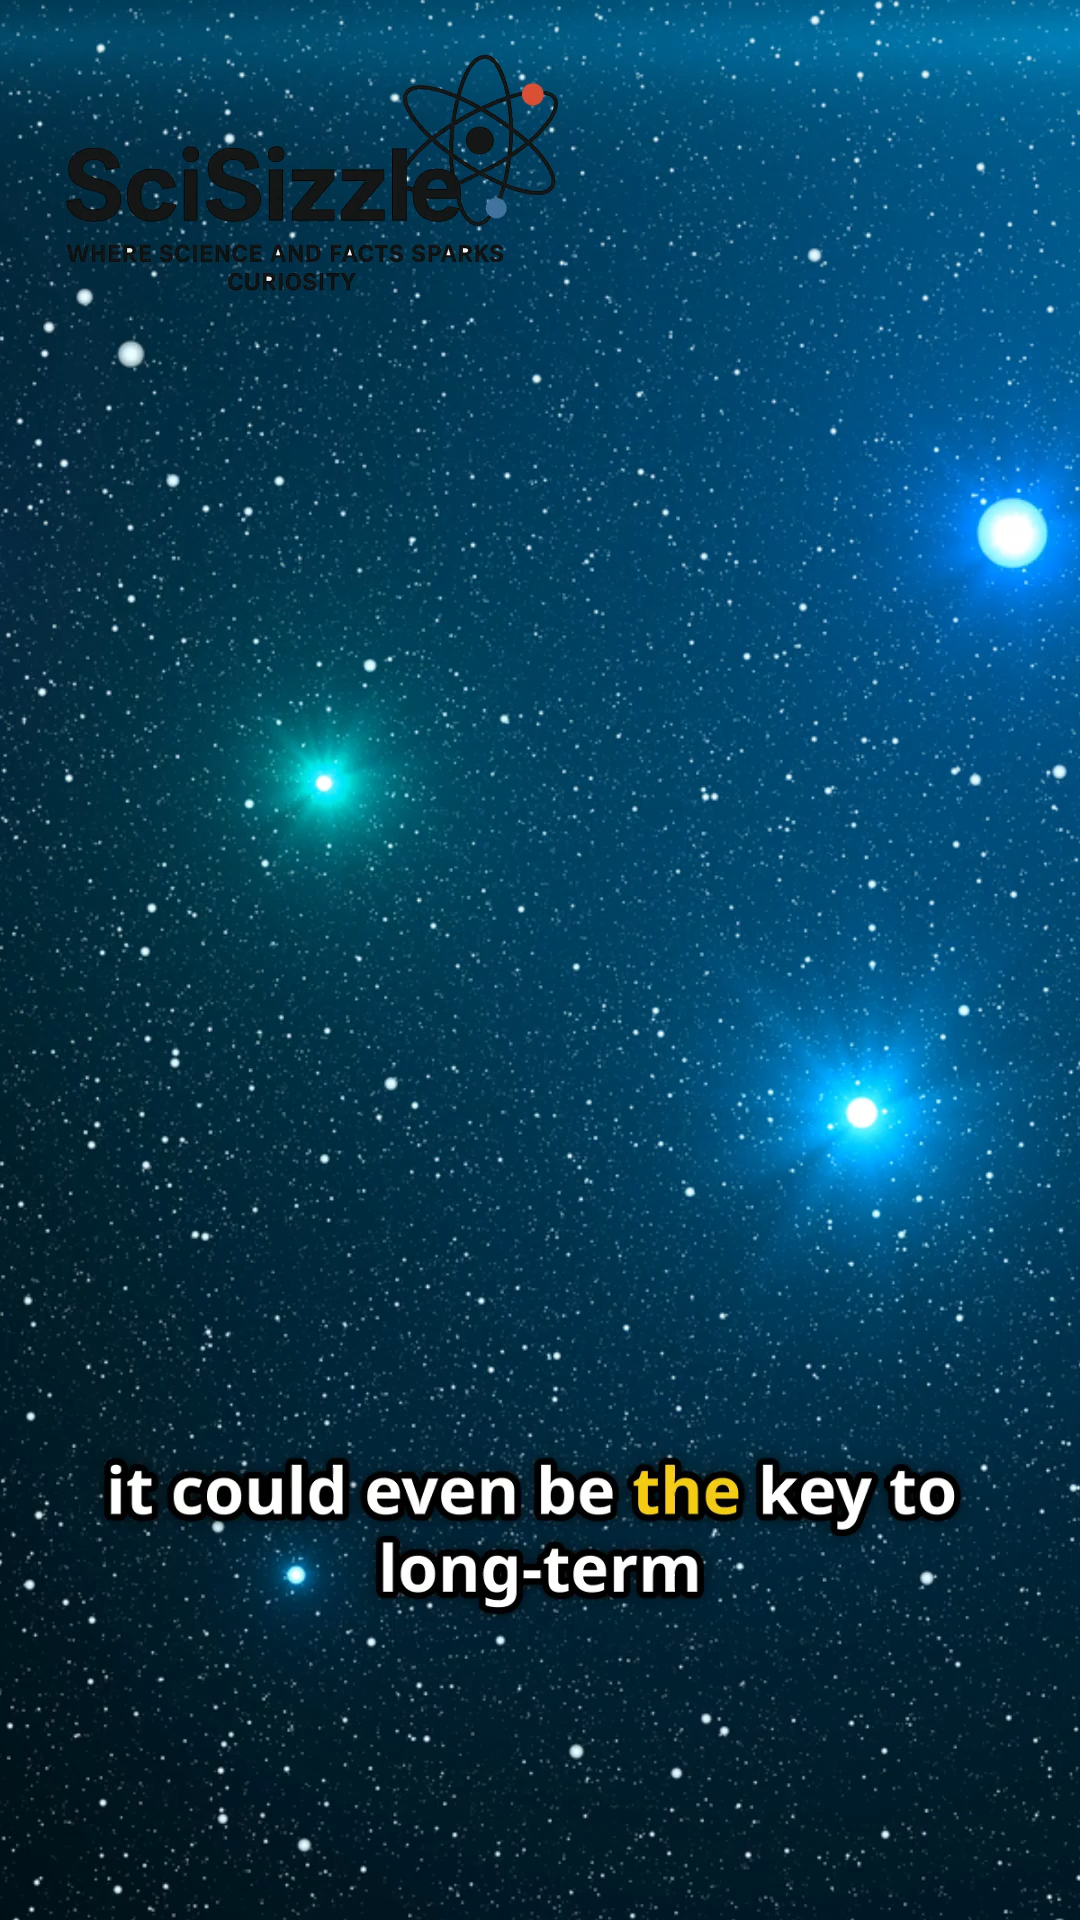 SciSizzle
WHERE SCIENCE AND FACTS SPARKS
CURIOSITY
it could even be the key to
long-term